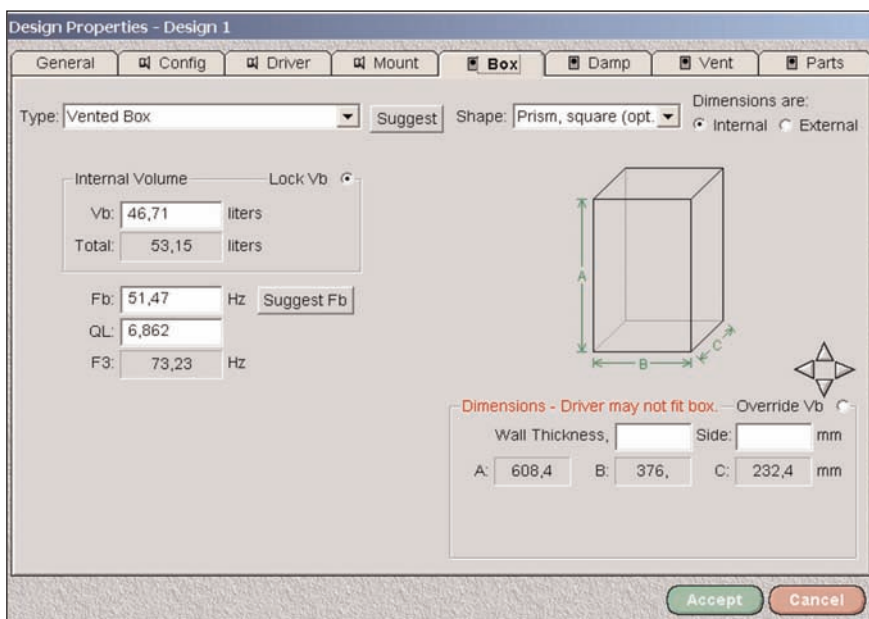 Design Properties - Design 1
General Config Driver Mount Box Damp Vent Parts
Type: Vented Box Suggest Shape: Prism, square (opt. Dimensions are:
Internal External
Internal Volume Lock Vb
Vb: 46,71 liters
Total: 53,15 liters
Fb: 51,47 Hz Suggest Fb
QL: 6,862
F3: 73,23 Hz
A
B
C
Dimensions - Driver may not fit box. Override Vb
Wall Thickness, Side: mm
A: 608,4 B: 376, C: 232,4 mm
Accept Cancel